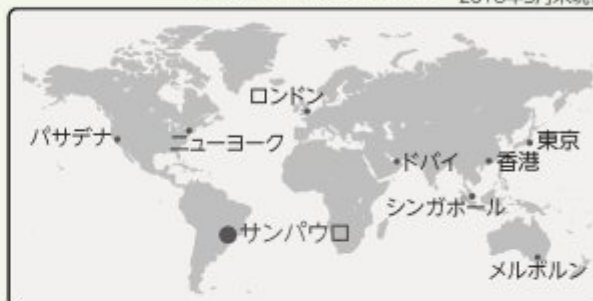 ロンドン
パサデナ
ニューヨーク
東京
ドバイ
香港
シンガポール
サンパウロ
メルボルン